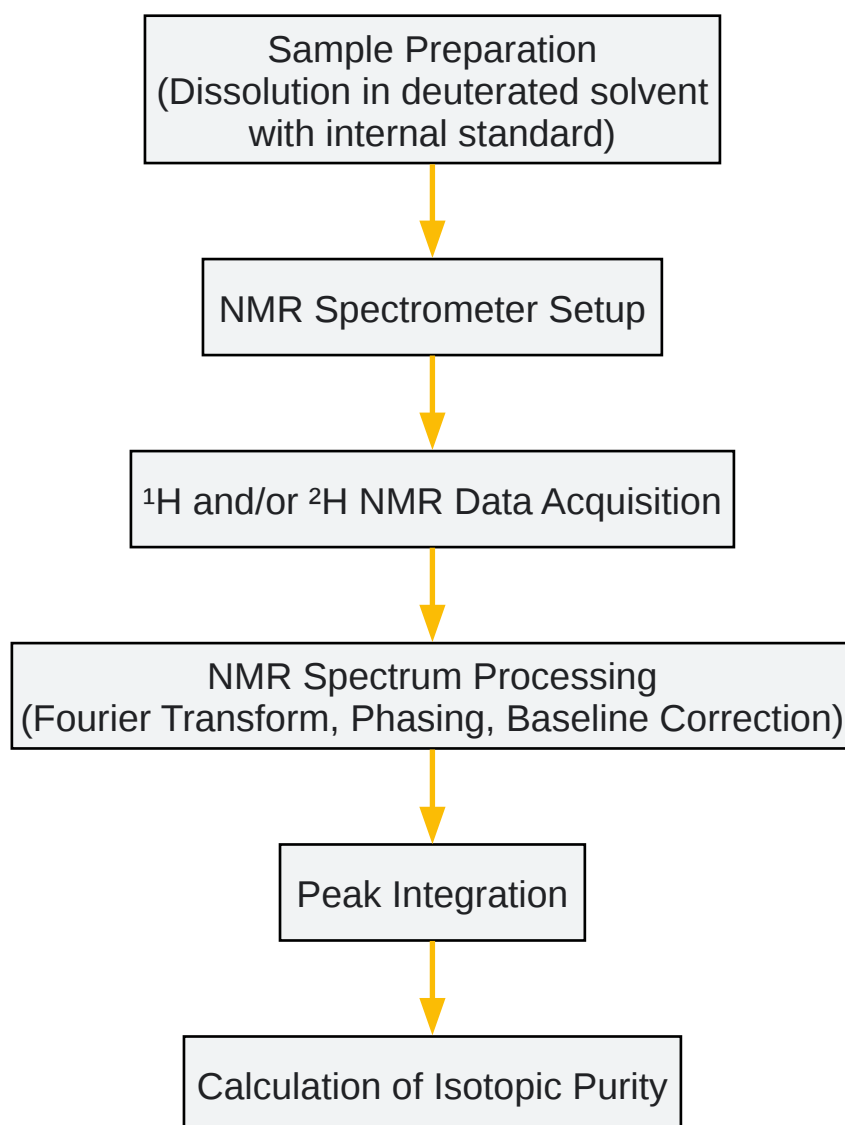 Sample Preparation
(Dissolution in deuterated solvent
with internal standard)
NMR Spectrometer Setup
¹H and/or ²H NMR Data Acquisition
NMR Spectrum Processing
(Fourier Transform, Phasing, Baseline Correction)
Peak Integration
Calculation of Isotopic Purity